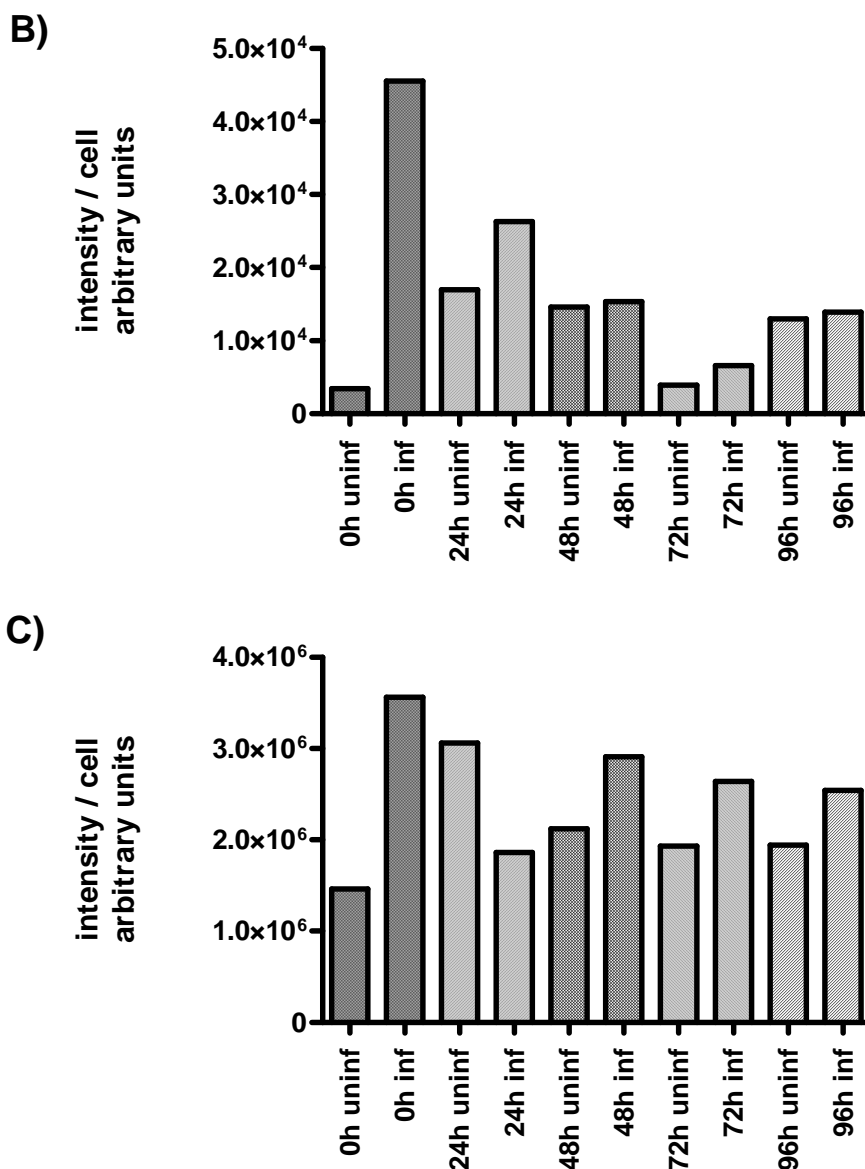 B)
intensity / cell
arbitrary units
5.0×10⁴
4.0×10⁴
3.0×10⁴
2.0×10⁴
1.0×10⁴
0
0h uninf
0h inf
24h uninf
24h inf
48h uninf
48h inf
72h uninf
72h inf
96h uninf
96h inf
C)
intensity / cell
arbitrary units
4.0×10⁶
3.0×10⁶
2.0×10⁶
1.0×10⁶
0
0h uninf
0h inf
24h uninf
24h inf
48h uninf
48h inf
72h uninf
72h inf
96h uninf
96h inf